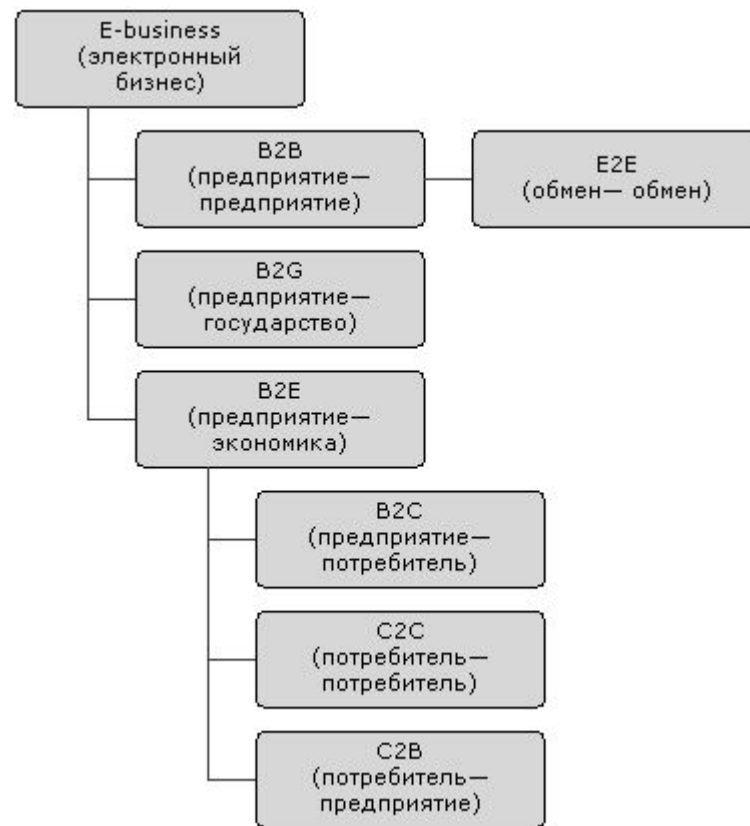 E-business
(электронный
бизнес)
B2B
(предприятие—
предприятие)
E2E
(обмен— обмен)
B2G
(предприятие—
государство)
B2E
(предприятие—
экономика)
B2C
(предприятие—
потребитель)
C2C
(потребитель—
потребитель)
C2B
(потребитель—
предприятие)